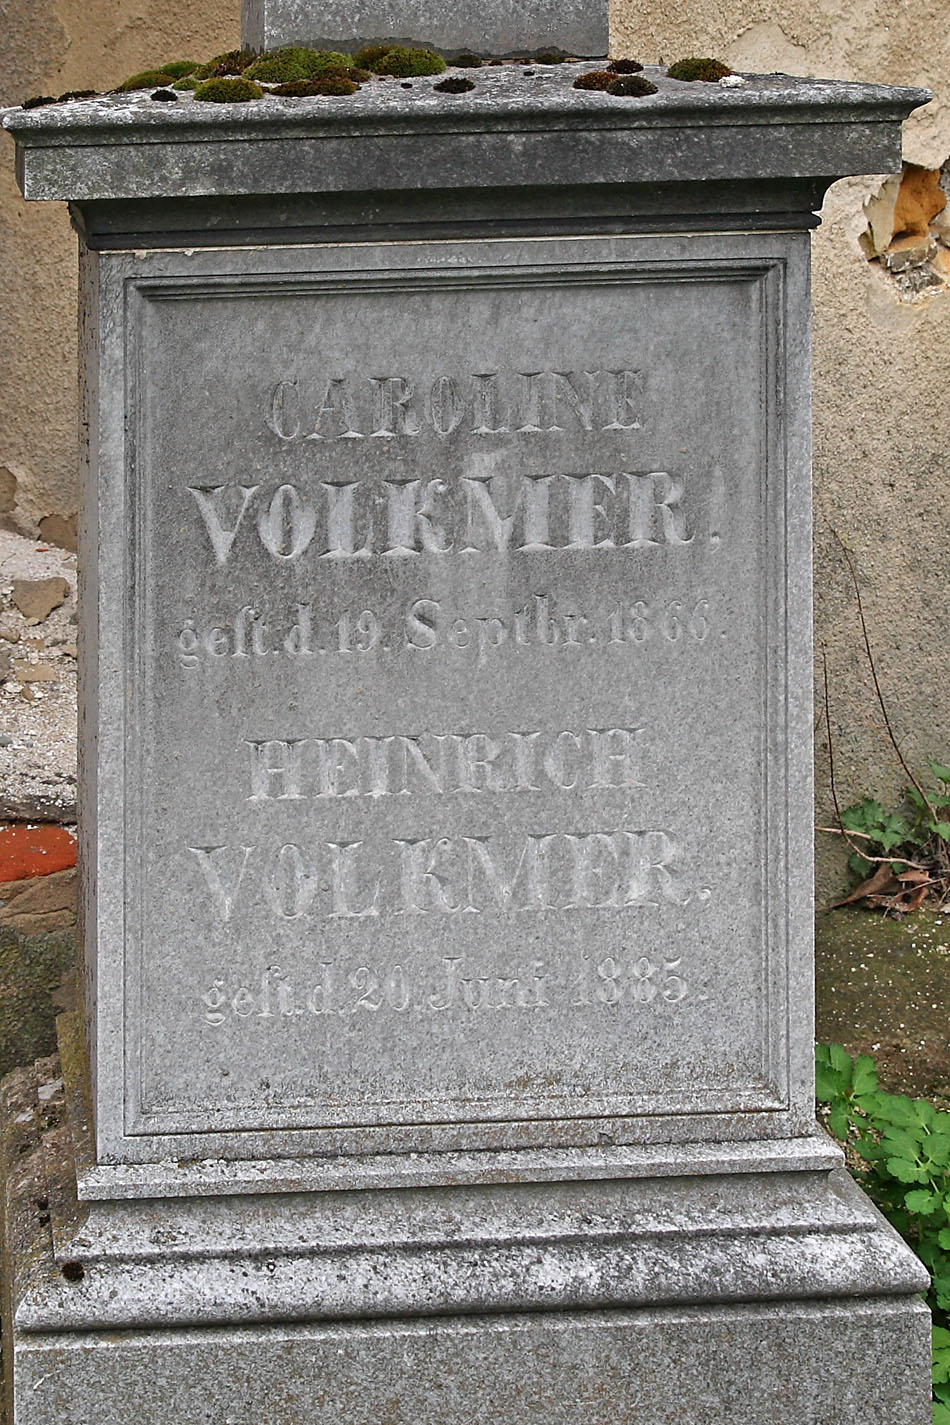 CAROLINE
VOLKMER.
geſt. d. 19. Septbr. 1866.
HEINRICH
VOLKMER.
geſt. d. 20. Juni 1885.